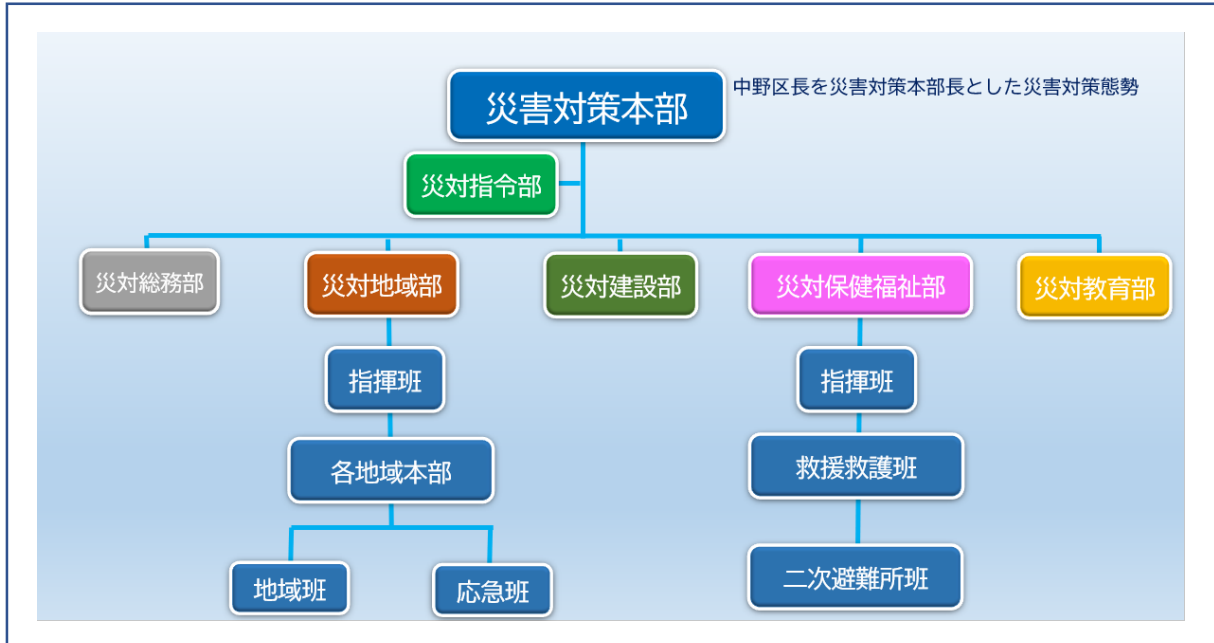 災害対策本部
中野区長を災害対策本部長とした災害対策態勢
災対指令部
災対総務部
災対地域部
災対建設部
災対保健福祉部
災対教育部
指揮班
指揮班
各地域本部
救援救護班
地域班
応急班
二次避難所班